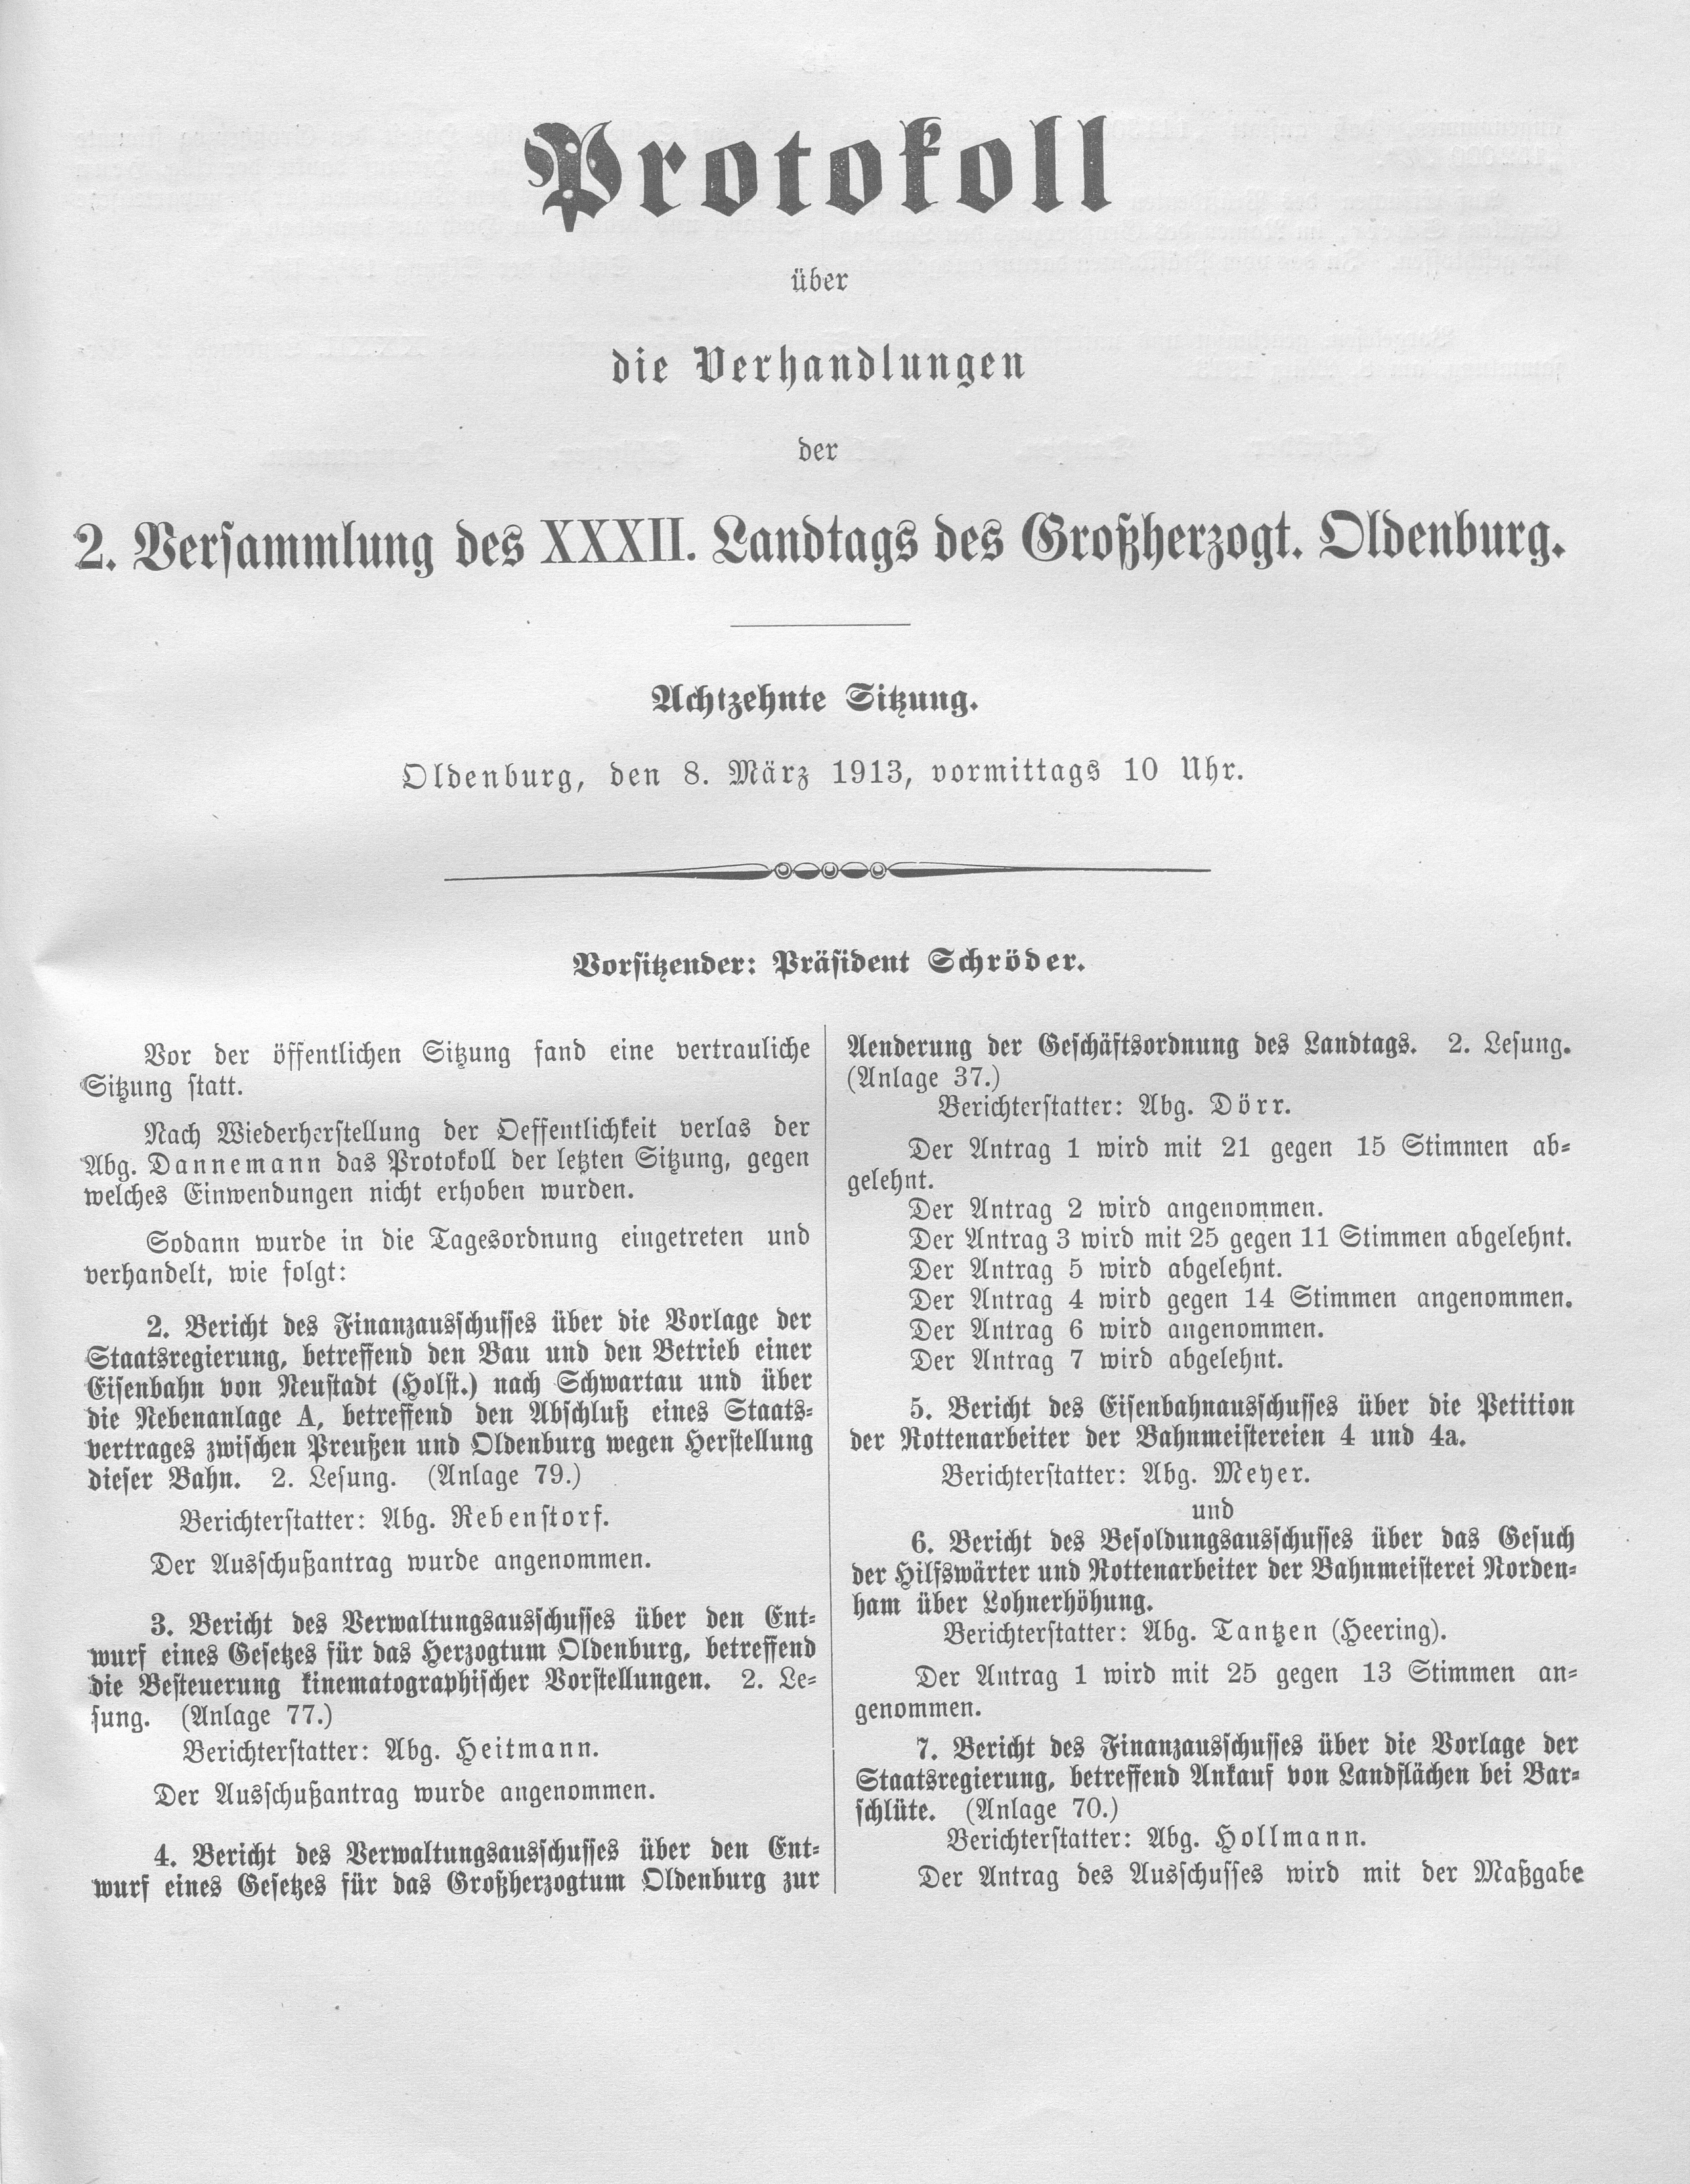 Protokoll
über
die Verhandlungen
der
2. Versammlung des XXXII. Landtags des Großherzogt. Oldenburg.
Achtzehnte Sitzung.
Oldenburg, den 8. März 1913, vormittags 10 Uhr.
Vorsitzender: Präsident Schröder.
Vor der öffentlichen Sitzung fand eine vertrauliche
Sitzung statt.
Nach Wiederherstellung der Oeffentlichkeit verlas der
Abg. Dannemann das Protokoll der letzten Sitzung, gegen
welches Einwendungen nicht erhoben wurden.
Sodann wurde in die Tagesordnung eingetreten und
verhandelt, wie folgt:
2. Bericht des Finanzausschusses über die Vorlage der
Staatsregierung, betreffend den Bau und den Betrieb einer
Eisenbahn von Neustadt (Holst.) nach Schwartau und über
die Nebenanlage A, betreffend den Abschluß eines Staats-
vertrages zwischen Preußen und Oldenburg wegen Herstellung
dieser Bahn. 2. Lesung. (Anlage 79.)
Berichterstatter: Abg. Rebenstorf.
Der Ausschußantrag wurde angenommen.
3. Bericht des Verwaltungsausschusses über den Ent-
wurf eines Gesetzes für das Herzogtum Oldenburg, betreffend
die Besteuerung kinematographischer Vorstellungen. 2. Le-
sung. (Anlage 77.)
Berichterstatter: Abg. Heitmann.
Der Ausschußantrag wurde angenommen.
4. Bericht des Verwaltungsausschusses über den Ent-
wurf eines Gesetzes für das Großherzogtum Oldenburg zur
Aenderung der Geschäftsordnung des Landtags. 2. Lesung.
(Anlage 37.)
Berichterstatter: Abg. Dörr.
Der Antrag 1 wird mit 21 gegen 15 Stimmen ab-
gelehnt.
Der Antrag 2 wird angenommen.
Der Antrag 3 wird mit 25 gegen 11 Stimmen abgelehnt.
Der Antrag 5 wird abgelehnt.
Der Antrag 4 wird gegen 14 Stimmen angenommen.
Der Antrag 6 wird angenommen.
Der Antrag 7 wird abgelehnt.
5. Bericht des Eisenbahnausschusses über die Petition
der Rottenarbeiter der Bahnmeistereien 4 und 4a.
Berichterstatter: Abg. Meyer.
und
6. Bericht des Besoldungsausschusses über das Gesuch
der Hilfswärter und Rottenarbeiter der Bahnmeisterei Norden-
ham über Lohnerhöhung.
Berichterstatter: Abg. Tantzen (Heering).
Der Antrag 1 wird mit 25 gegen 13 Stimmen an-
genommen.
7. Bericht des Finanzausschusses über die Vorlage der
Staatsregierung, betreffend Ankauf von Landflächen bei Bar-
schlüte. (Anlage 70.)
Berichterstatter: Abg. Hollmann.
Der Antrag des Ausschusses wird mit der Maßgabe